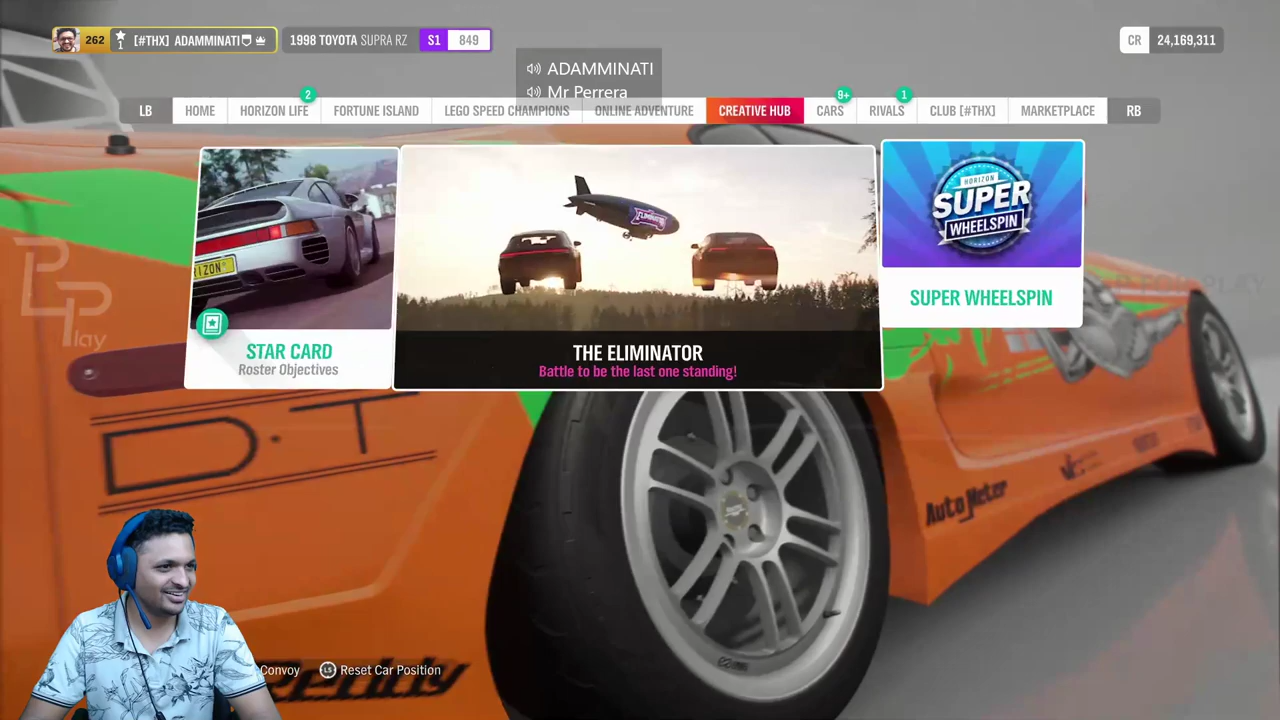 262 1 [#THX] ADAMMINATI
1998 TOYOTA SUPRA RZ S1 849
CR 24,169,311
ADAMMINATI
Mr Perrera
2
9+
1
LB HOME HORIZON LIFE FORTUNE ISLAND LEGO SPEED CHAMPIONS ONLINE ADVENTURE CREATIVE HUB CARS RIVALS CLUB [#THX] MARKETPLACE RB
HORIZON
SUPER
WHEELSPIN
ELIMINATOR
SUPER WHEELSPIN
STAR CARD
Roster Objectives
THE ELIMINATOR
Battle to be the last one standing!
D·T
AutoMeter
Convoy LS Reset Car Position